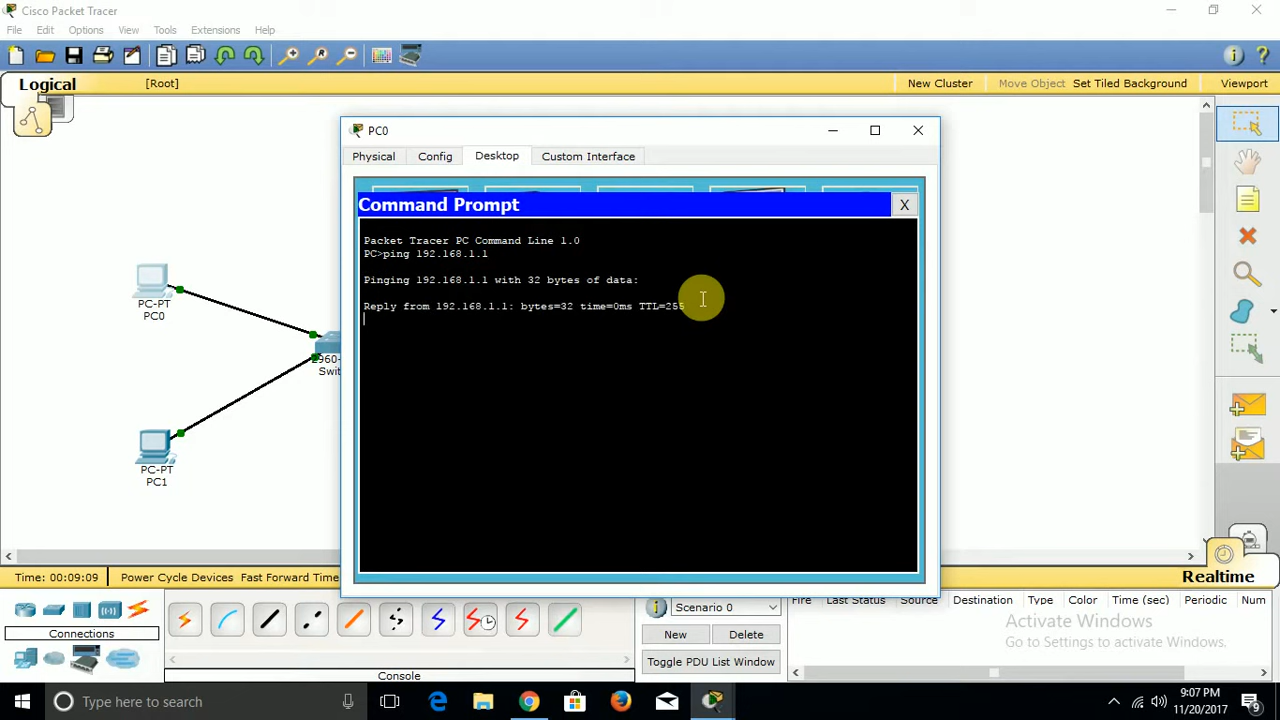 Cisco Packet Tracer
File Edit Options View Tools Extensions Help
Logical [Root] New Cluster Move Object Set Tiled Background Viewport
PC0
Physical Config Desktop Custom Interface
Command Prompt X
Packet Tracer PC Command Line 1.0
PC>ping 192.168.1.1
Pinging 192.168.1.1 with 32 bytes of data:
Reply from 192.168.1.1: bytes=32 time=0ms TTL=255
PC-PT
PC0
2960-
Swit
PC-PT
PC1
Time: 00:09:09 Power Cycle Devices Fast Forward Time
Realtime
Connections
Console
Scenario 0
New Delete
Toggle PDU List Window
Fire Last Status Source Destination Type Color Time (sec) Periodic Num
Activate Windows
Go to Settings to activate Windows.
Type here to search
9:07 PM
11/20/2017
9